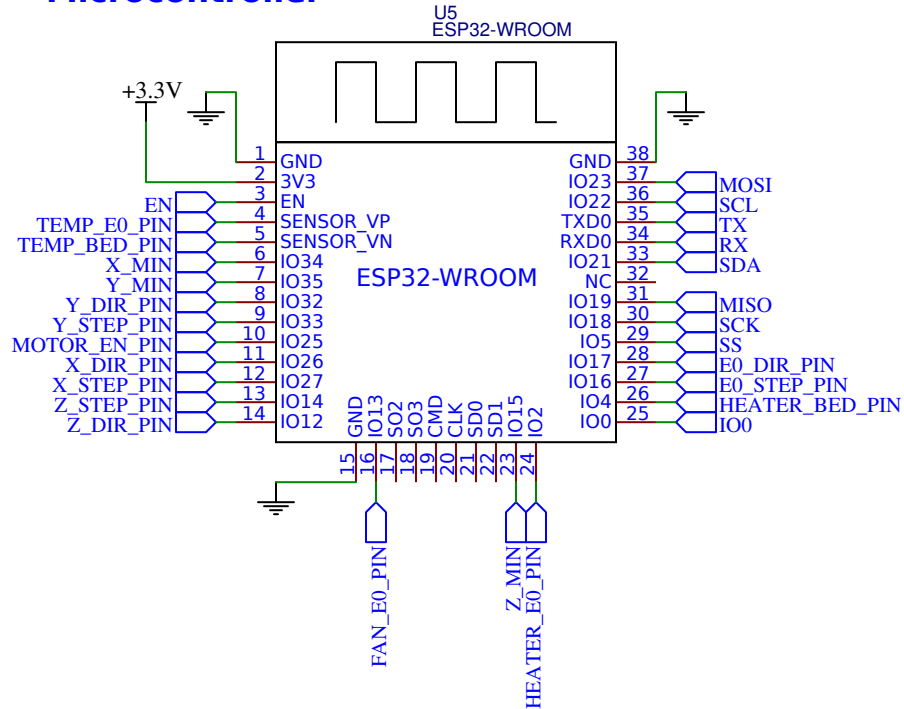 Microcontroller
U5
ESP32-WROOM
+3.3V
1 GND
2 3V3
EN 3 EN
TEMP_E0_PIN 4 SENSOR_VP
TEMP_BED_PIN 5 SENSOR_VN
X_MIN 6 IO34
Y_MIN 7 IO35
Y_DIR_PIN 8 IO32
Y_STEP_PIN 9 IO33
MOTOR_EN_PIN 10 IO25
X_DIR_PIN 11 IO26
X_STEP_PIN 12 IO27
Z_STEP_PIN 13 IO14
Z_DIR_PIN 14 IO12
ESP32-WROOM
GND 38
IO23 37 MOSI
IO22 36 SCL
TXD0 35 TX
RXD0 34 RX
IO21 33 SDA
NC 32
IO19 31 MISO
IO18 30 SCK
IO5 29 SS
IO17 28 E0_DIR_PIN
IO16 27 E0_STEP_PIN
IO4 26 HEATER_BED_PIN
IO0 25 IO0
GND 15
IO13 16 FAN_E0_PIN
SO2 17
SO3 18
CMD 19
CLK 20
SD0 21
SD1 22
IO15 23 Z_MIN
IO2 24 HEATER_E0_PIN